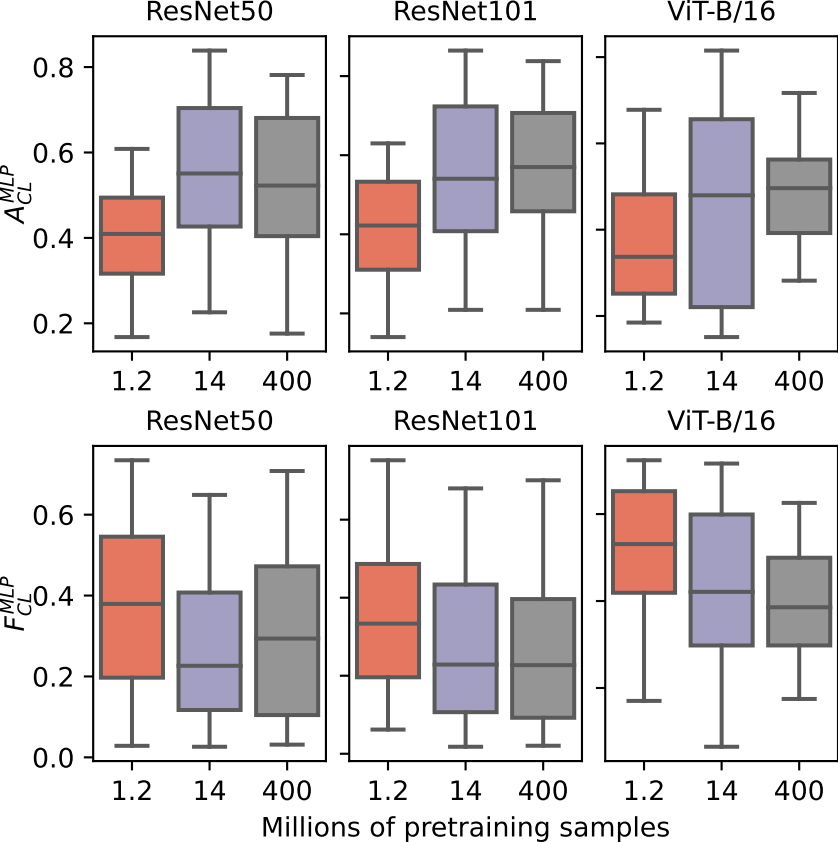 ResNet50 ResNet101 ViT-B/16
A_CL^MLP
0.8
0.6
0.4
0.2
1.2 14 400 1.2 14 400 1.2 14 400
ResNet50 ResNet101 ViT-B/16
F_CL^MLP
0.6
0.4
0.2
0.0
1.2 14 400 1.2 14 400 1.2 14 400
Millions of pretraining samples